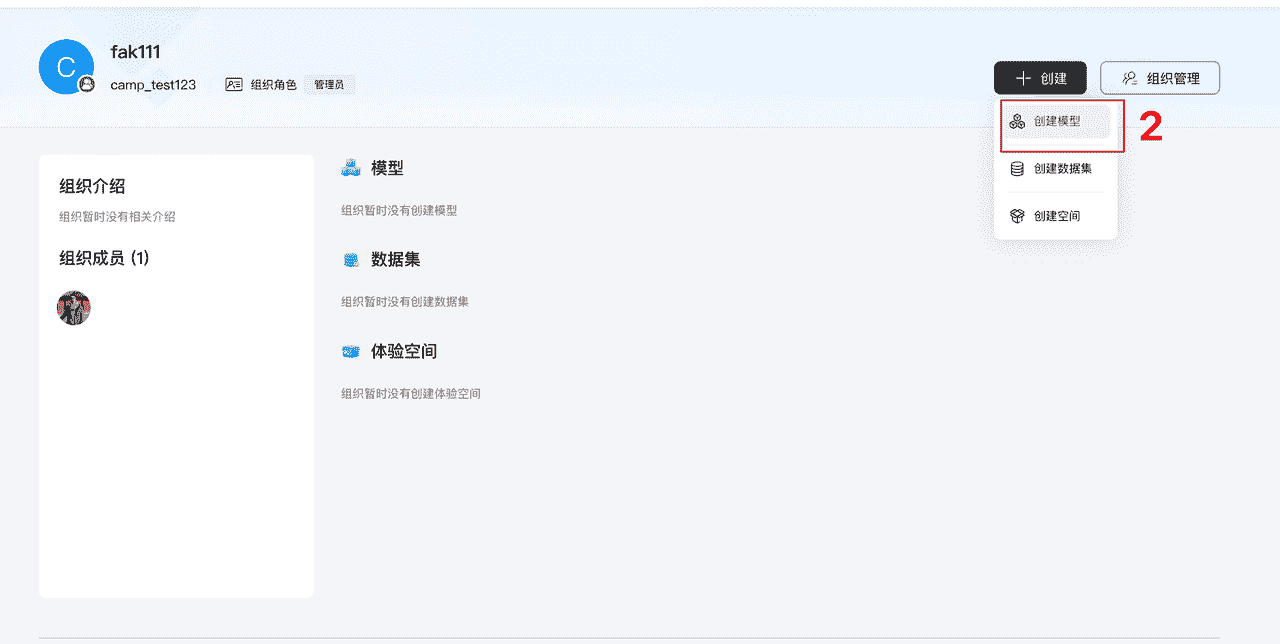 C
fak111
camp_test123 组织角色 管理员
创建 组织管理
创建模型
2
创建数据集
创建空间
组织介绍
组织暂时没有相关介绍
组织成员 (1)
模型
组织暂时没有创建模型
数据集
组织暂时没有创建数据集
体验空间
组织暂时没有创建体验空间